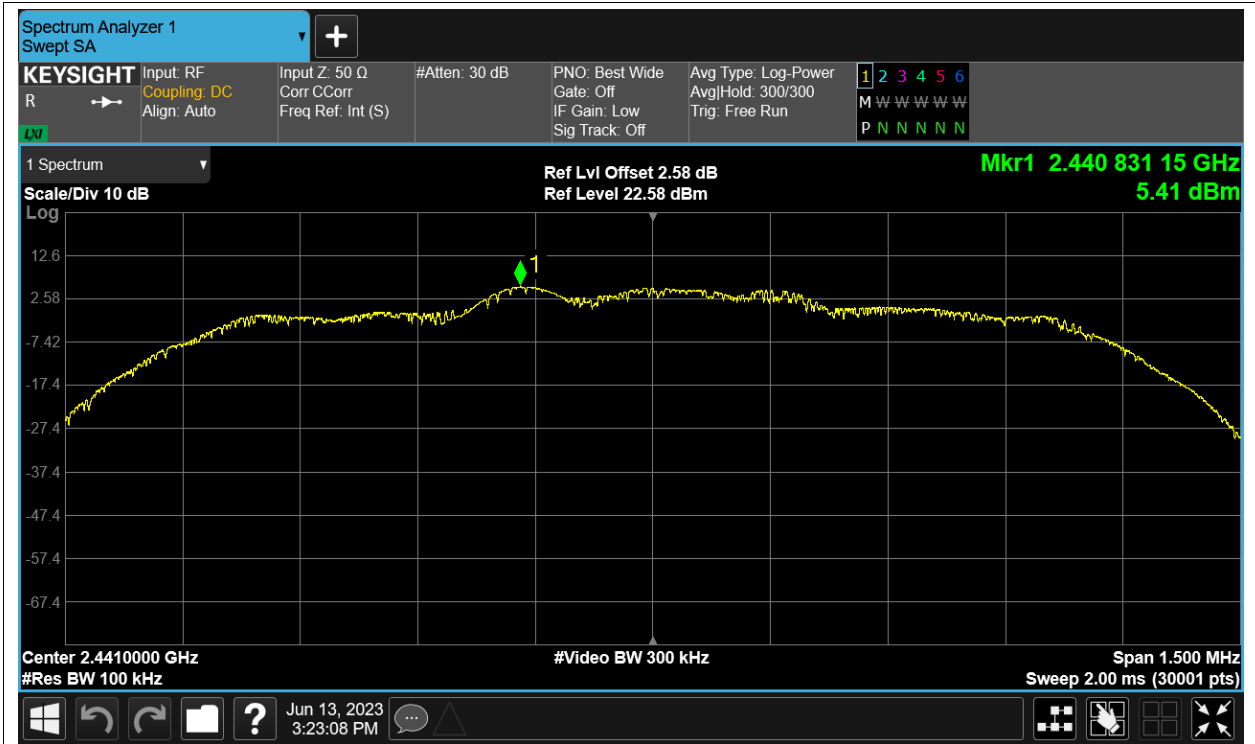 Spectrum Analyzer 1
Swept SA
KEYSIGHT
R
LXI
Input: RF
Coupling: DC
Align: Auto
Input Z: 50 Ω
Corr CCorr
Freq Ref: Int (S)
#Atten: 30 dB
PNO: Best Wide
Gate: Off
IF Gain: Low
Sig Track: Off
Avg Type: Log-Power
Avg|Hold: 300/300
Trig: Free Run
1 2 3 4 5 6
M W W W W W
P N N N N N
1 Spectrum
Scale/Div 10 dB
Log
Ref Lvl Offset 2.58 dB
Ref Level 22.58 dBm
Mkr1 2.440 831 15 GHz
5.41 dBm
12.6
1
2.58
-7.42
-17.4
-27.4
-37.4
-47.4
-57.4
-67.4
Center 2.4410000 GHz
#Video BW 300 kHz
Span 1.500 MHz
#Res BW 100 kHz
Sweep 2.00 ms (30001 pts)
?
Jun 13, 2023
3:23:08 PM